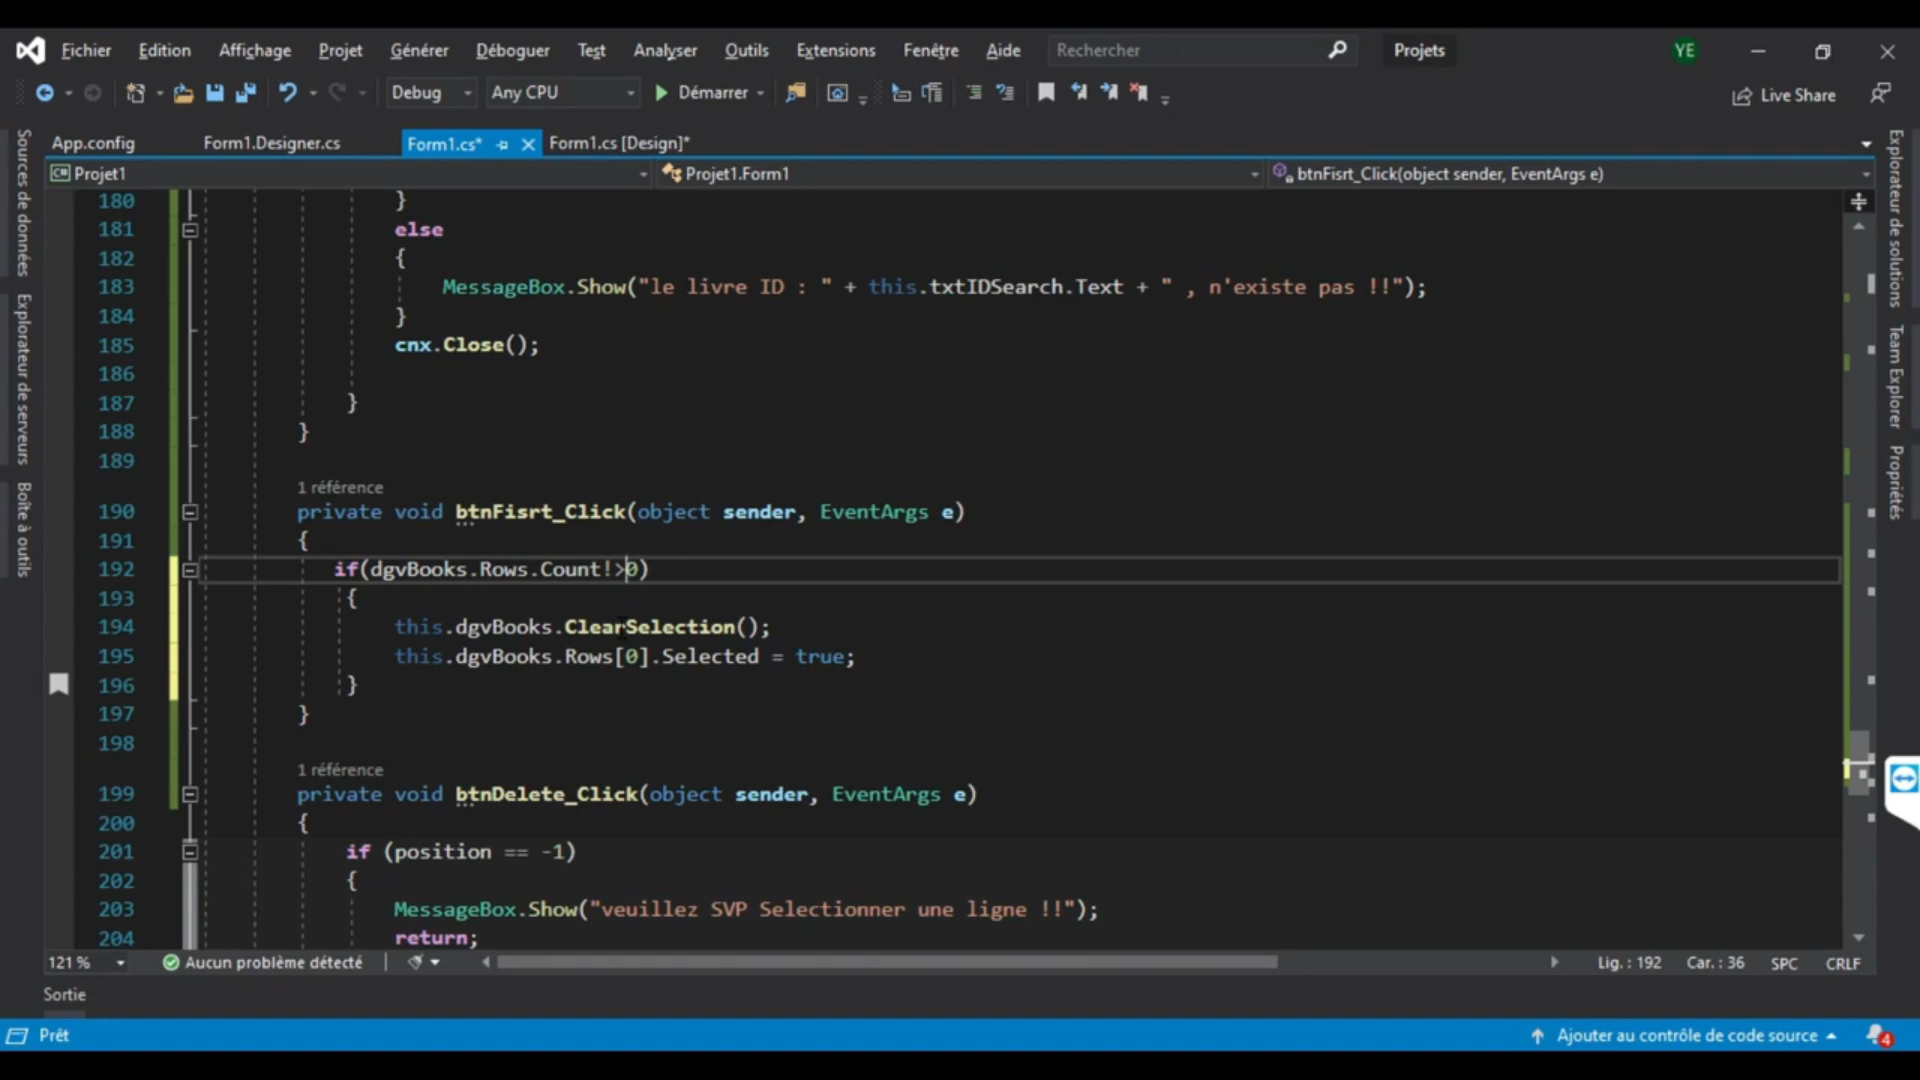 Fichier Edition Affichage Projet Générer Déboguer Test Analyser Outils Extensions Fenêtre Aide Rechercher Projets YE
Debug Any CPU Démarrer Live Share
App.config Form1.Designer.cs Form1.cs* Form1.cs [Design]*
C# Projet1 Projet1.Form1 btnFisrt_Click(object sender, EventArgs e)
Sources de données
Explorateur de serveurs
Boîte à outils
180 }
181 else
182 {
183 MessageBox.Show("le livre ID : " + this.txtIDSearch.Text + " , n'existe pas !!");
184 }
185 cnx.Close();
186
187 }
188 }
189
1 référence
190 private void btnFisrt_Click(object sender, EventArgs e)
191 {
192 if(dgvBooks.Rows.Count!>0)
193 {
194 this.dgvBooks.ClearSelection();
195 this.dgvBooks.Rows[0].Selected = true;
196 }
197 }
198
1 référence
199 private void btnDelete_Click(object sender, EventArgs e)
200 {
201 if (position == -1)
202 {
203 MessageBox.Show("veuillez SVP Selectionner une ligne !!");
204 return;
Explorateur de solutions
Team Explorer
Propriétés
121 % Aucun problème détecté Lig. : 192 Car. : 36 SPC CRLF
Sortie
Prêt Ajouter au contrôle de code source 4